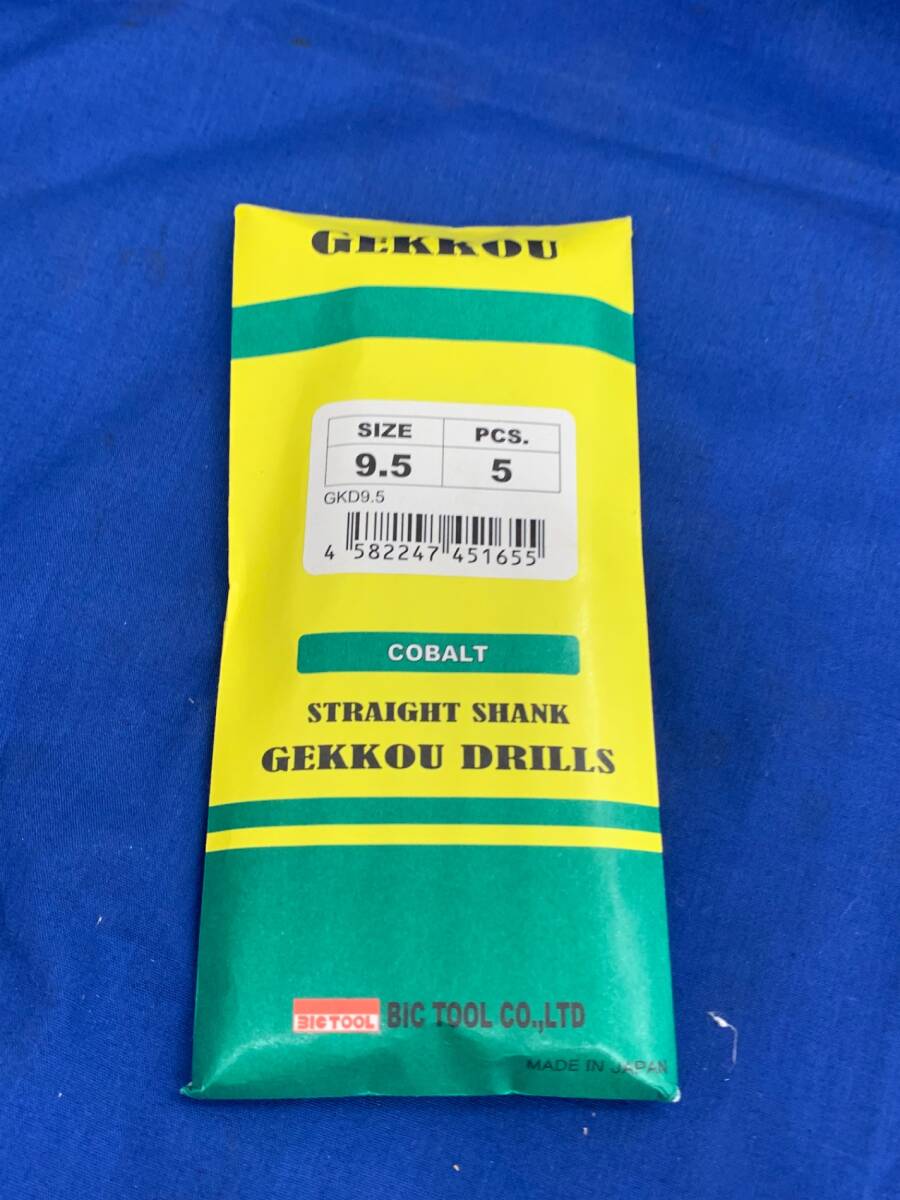 GEKKOU
SIZE PCS.
9.5 5
GKD9.5
4 582247 451655
COBALT
STRAIGHT SHANK
GEKKOU DRILLS
BIC TOOL BIC TOOL CO.,LTD
MADE IN JAPAN